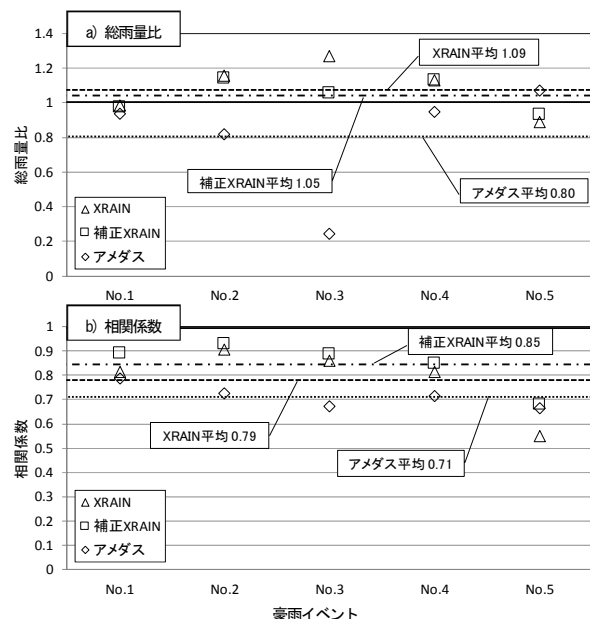 a) 総雨量比
XRAIN平均 1.09
補正XRAIN平均 1.05
アメダス平均 0.80
XRAIN
補正XRAIN
アメダス
総雨量比
1.4
1.2
1
0.8
0.6
0.4
0.2
0
No.1 No.2 No.3 No.4 No.5
b) 相関係数
補正XRAIN平均 0.85
XRAIN平均 0.79
アメダス平均 0.71
XRAIN
補正XRAIN
アメダス
相関係数
1
0.9
0.8
0.7
0.6
0.5
0.4
0.3
0.2
0.1
0
No.1 No.2 No.3 No.4 No.5
豪雨イベント